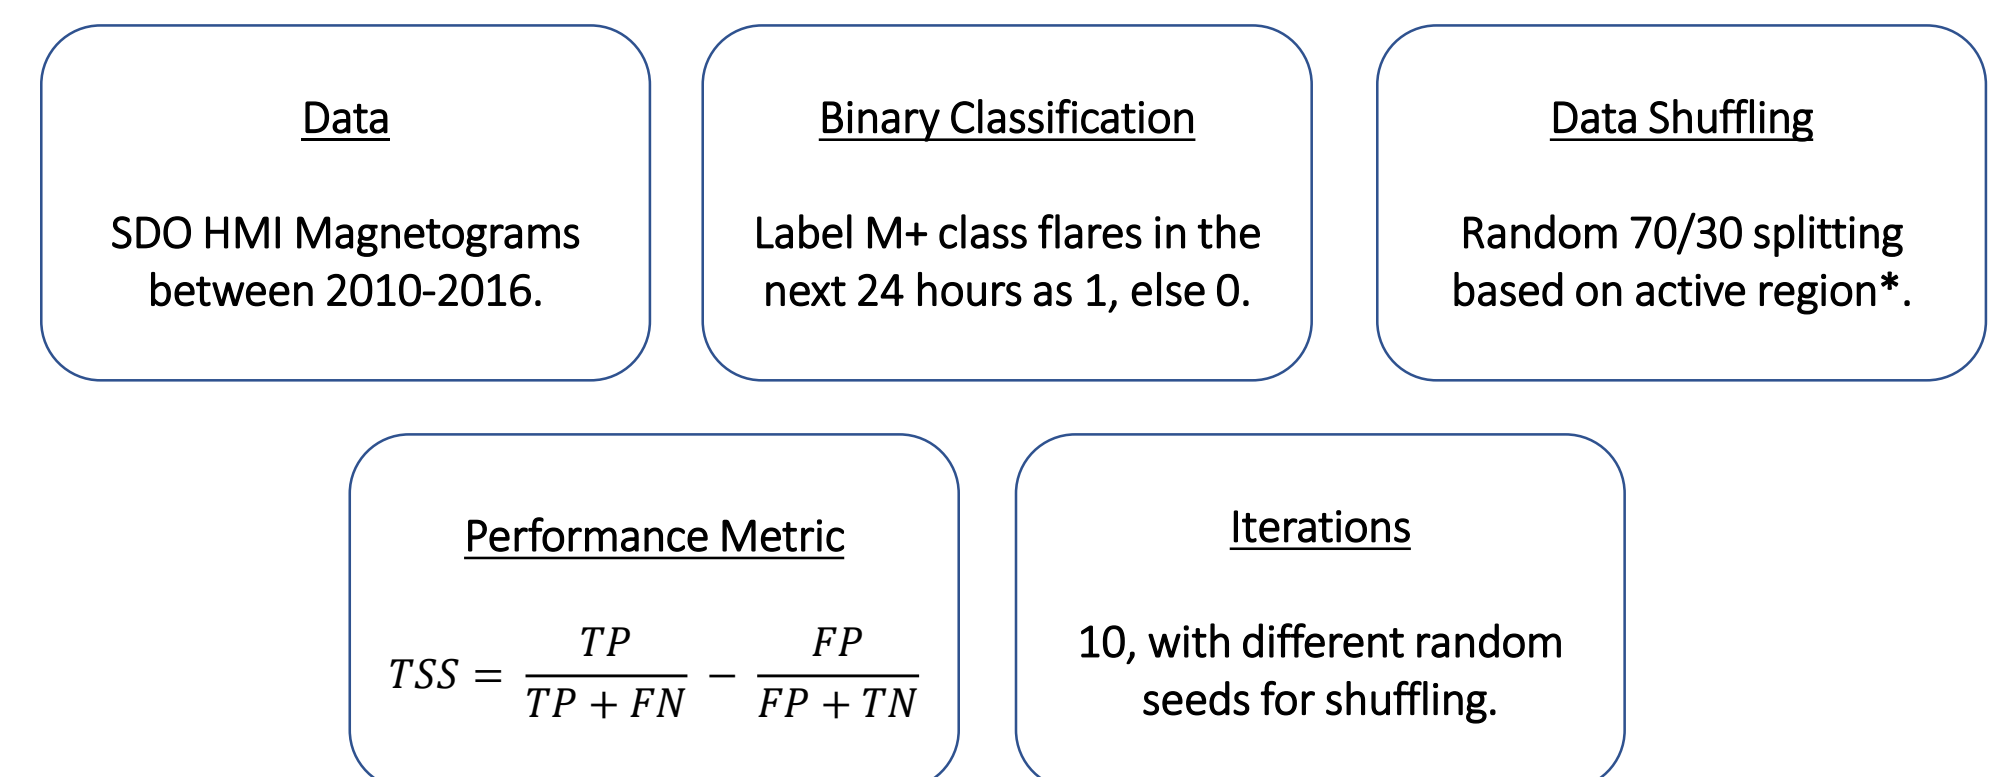 Data
SDO HMI Magnetograms
between 2010-2016.
Binary Classification
Label M+ class flares in the
next 24 hours as 1, else 0.
Data Shuffling
Random 70/30 splitting
based on active region*.
Performance Metric
TSS = TP / (TP + FN) − FP / (FP + TN)
Iterations
10, with different random
seeds for shuffling.